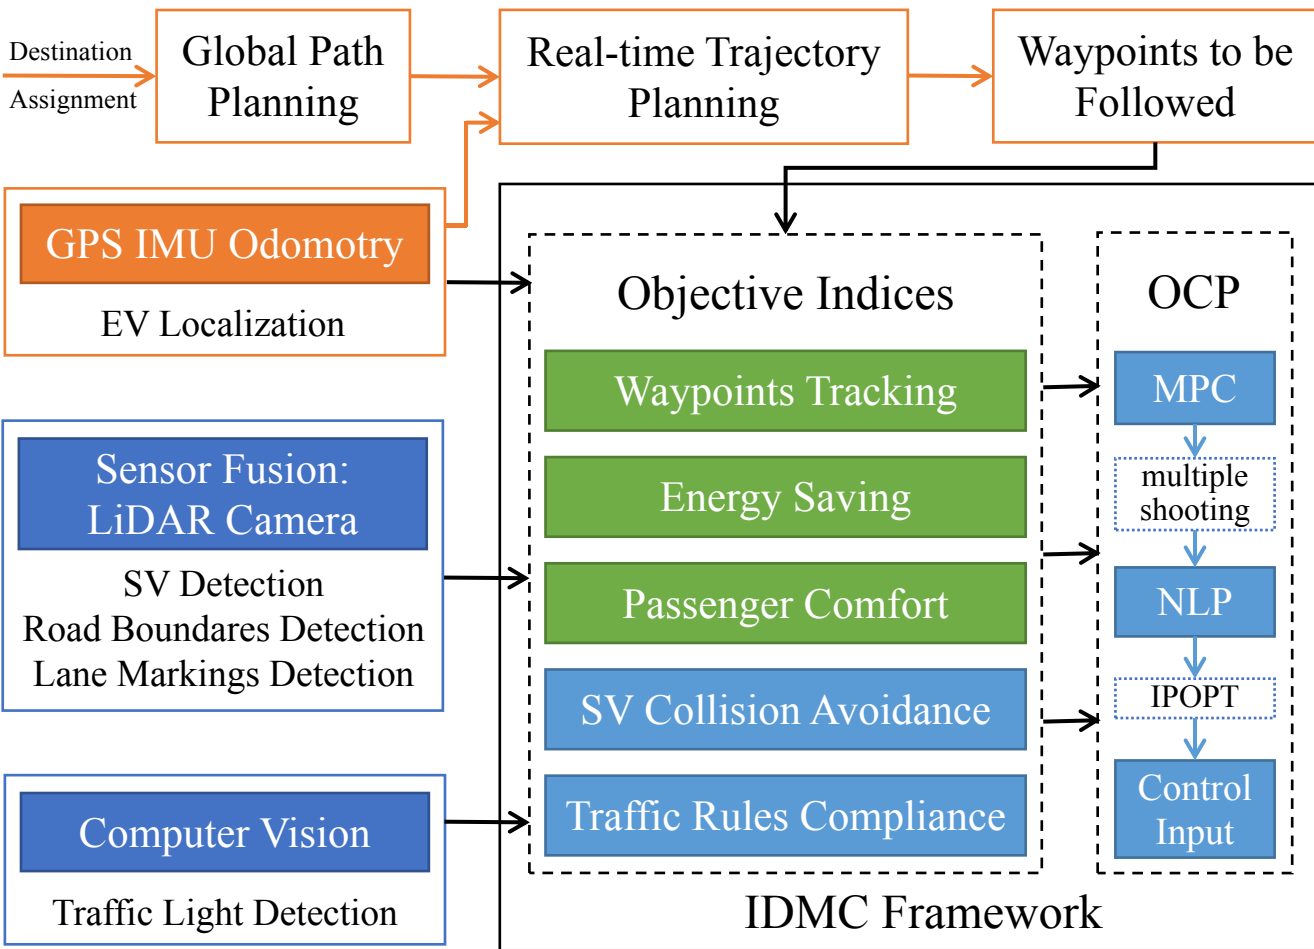 Destination
Assignment
Global Path
Planning
Real-time Trajectory
Planning
Waypoints to be
Followed
GPS IMU Odomotry
EV Localization
Sensor Fusion:
LiDAR Camera
SV Detection
Road Boundares Detection
Lane Markings Detection
Computer Vision
Traffic Light Detection
Objective Indices
Waypoints Tracking
Energy Saving
Passenger Comfort
SV Collision Avoidance
Traffic Rules Compliance
OCP
MPC
multiple
shooting
NLP
IPOPT
Control
Input
IDMC Framework